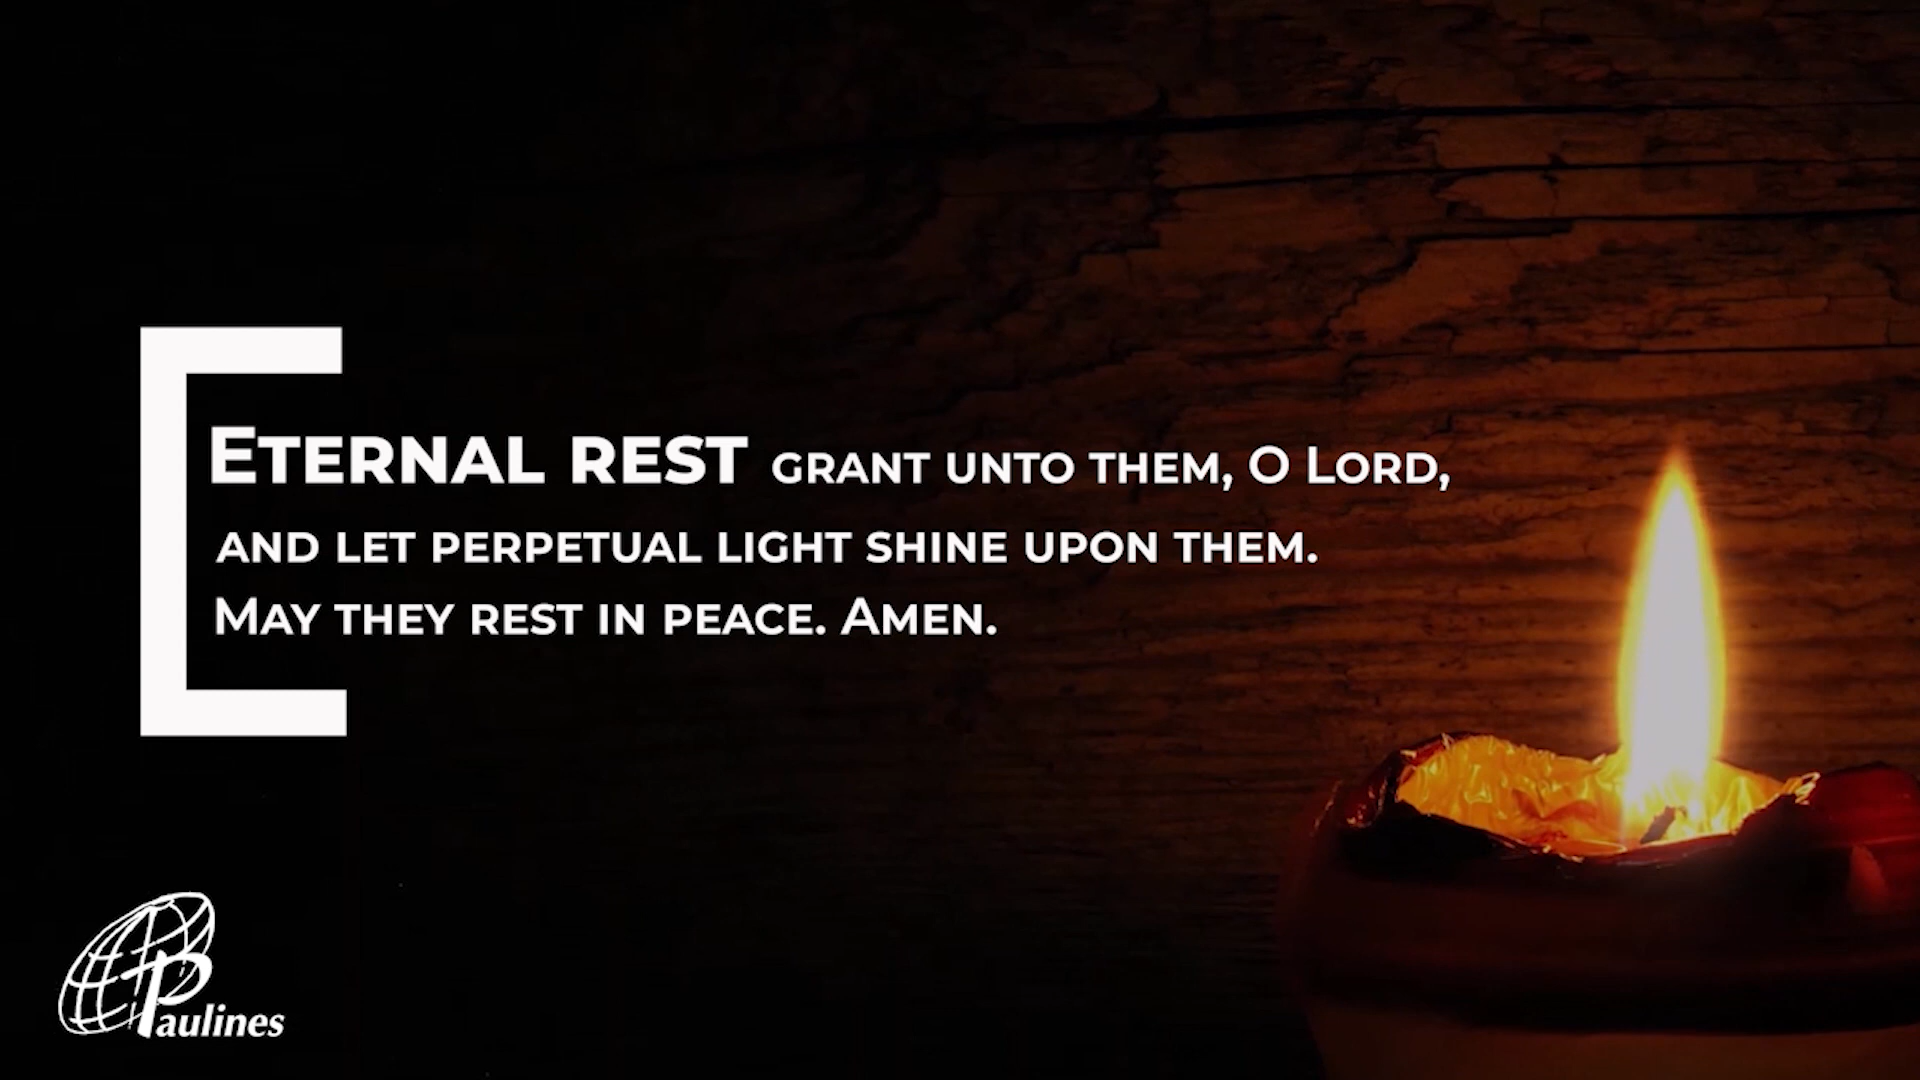 Eternal rest grant unto them, O Lord,
and let perpetual light shine upon them.
May they rest in peace. Amen.
Paulines